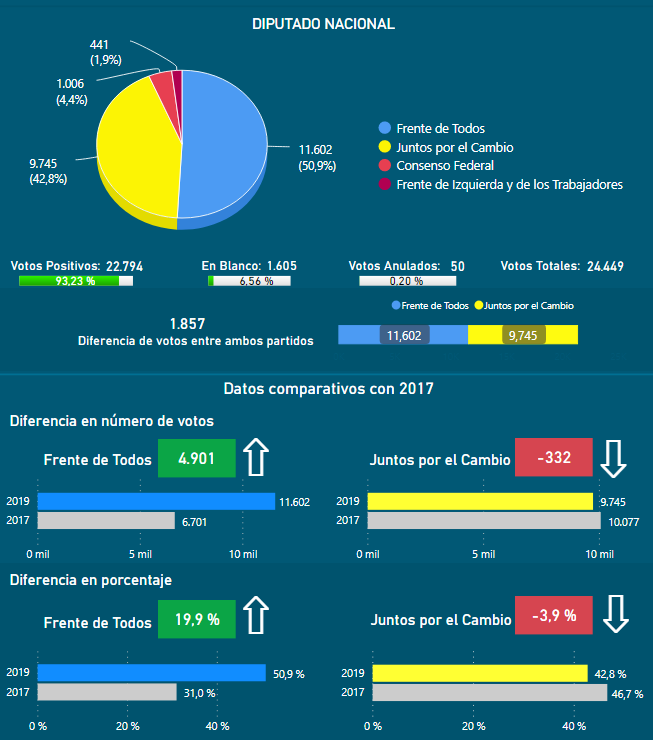 DIPUTADO NACIONAL
441
(1,9%)
1.006
(4,4%)
9.745
(42,8%)
11.602
(50,9%)
Frente de Todos
Juntos por el Cambio
Consenso Federal
Frente de Izquierda y de los Trabajadores
Votos Positivos: 22.794
93,23 %
En Blanco: 1.605
6,56 %
Votos Anulados: 50
0,20 %
Votos Totales: 24.449
1.857
Diferencia de votos entre ambos partidos
Frente de Todos Juntos por el Cambio
11,602 9,745
Datos comparativos con 2017
Diferencia en número de votos
Frente de Todos 4.901
2019 11.602
2017 6.701
0 mil 5 mil 10 mil
Juntos por el Cambio -332
2019 9.745
2017 10.077
0 mil 5 mil 10 mil
Diferencia en porcentaje
Frente de Todos 19,9 %
2019 50,9 %
2017 31,0 %
0 % 20 % 40 %
Juntos por el Cambio -3,9 %
2019 42,8 %
2017 46,7 %
0 % 20 % 40 %